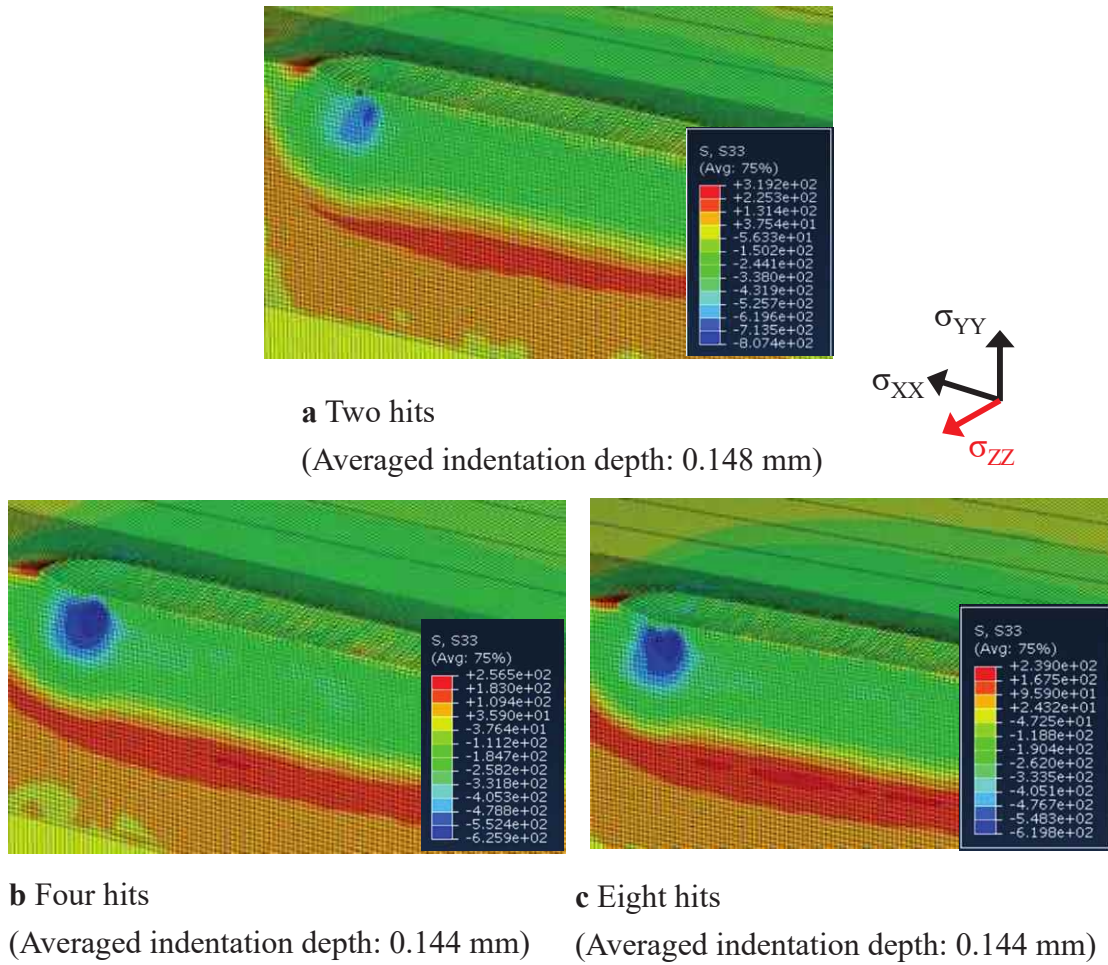 S, S33
(Avg: 75%)
+3.192e+02
+2.253e+02
+1.314e+02
+3.754e+01
-5.633e+01
-1.502e+02
-2.441e+02
-3.380e+02
-4.319e+02
-5.257e+02
-6.196e+02
-7.135e+02
-8.074e+02
σYY
σXX
σZZ
a Two hits
(Averaged indentation depth: 0.148 mm)
S, S33
(Avg: 75%)
+2.565e+02
+1.830e+02
+1.094e+02
+3.590e+01
-3.764e+01
-1.112e+02
-1.847e+02
-2.582e+02
-3.318e+02
-4.053e+02
-4.788e+02
-5.524e+02
-6.259e+02
S, S33
(Avg: 75%)
+2.390e+02
+1.675e+02
+9.590e+01
+2.432e+01
-4.725e+01
-1.188e+02
-1.904e+02
-2.620e+02
-3.335e+02
-4.051e+02
-4.767e+02
-5.483e+02
-6.198e+02
b Four hits
(Averaged indentation depth: 0.144 mm)
c Eight hits
(Averaged indentation depth: 0.144 mm)